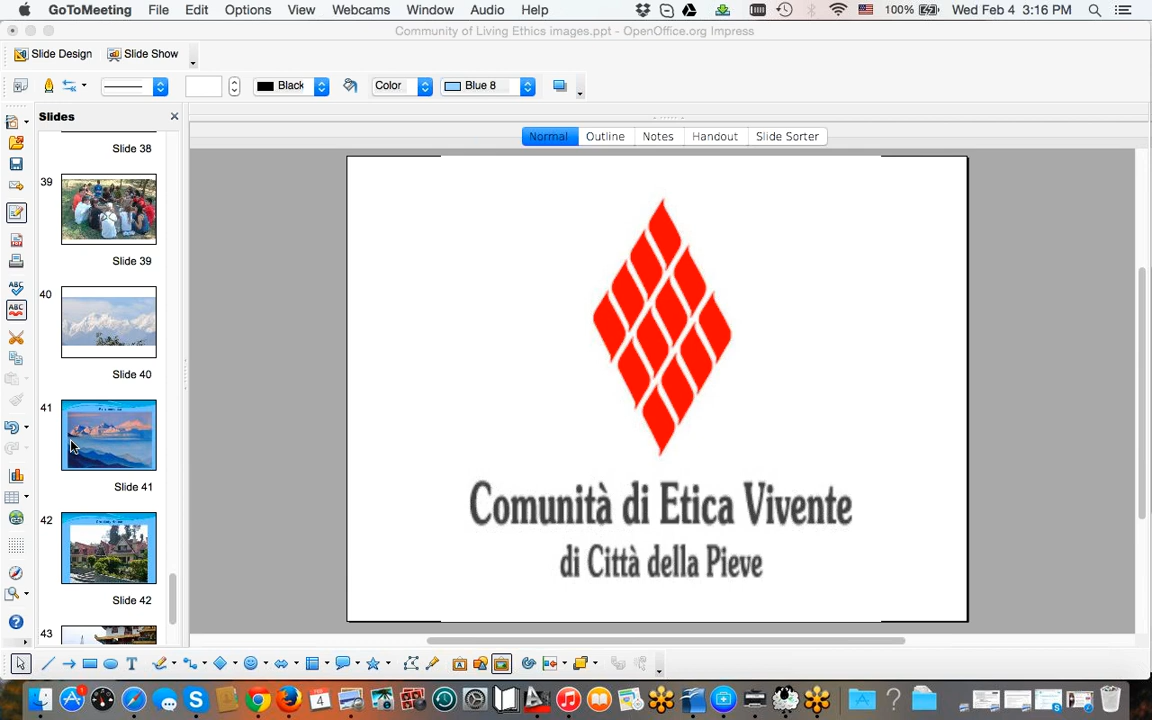 GoToMeeting File Edit Options View Webcams Window Audio Help 100% Wed Feb 4 3:16 PM
Community of Living Ethics images.ppt - OpenOffice.org Impress
Slide Design Slide Show
Black Color Blue 8
Slides
Normal Outline Notes Handout Slide Sorter
Slide 38
39
Slide 39
40
Slide 40
41
Slide 41
42
Slide 42
43
Comunità di Etica Vivente
di Città della Pieve